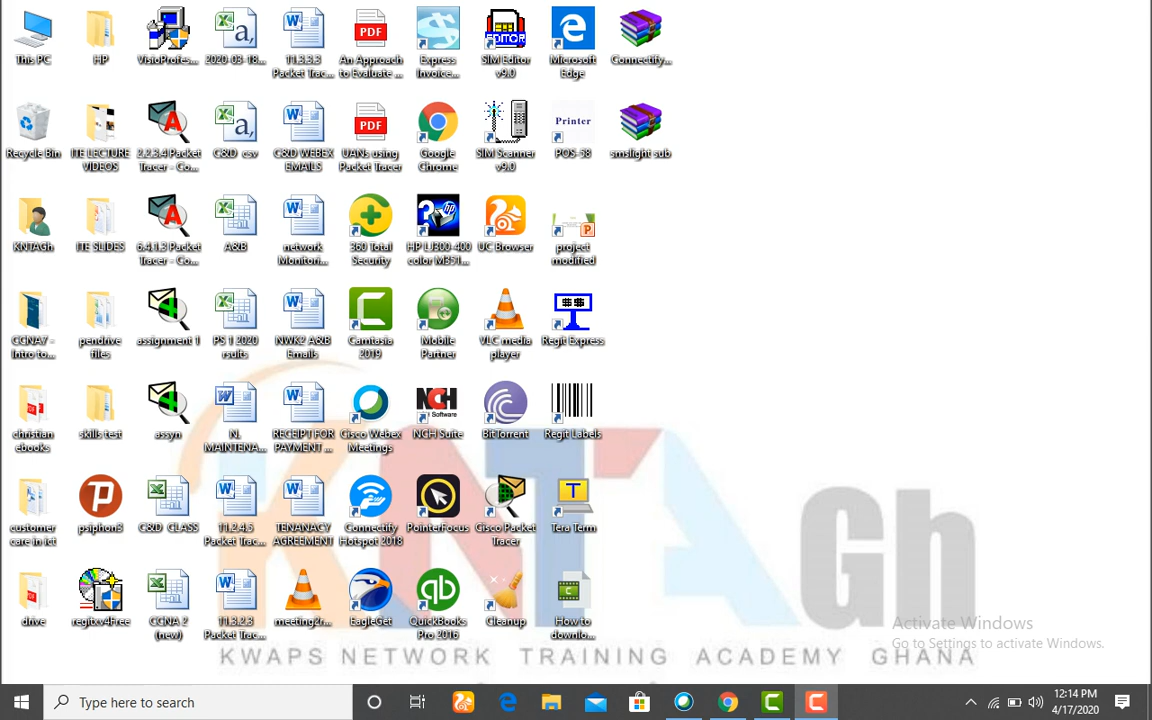 This PC
HP
VisioProfes...
2020-03-18...
11.3.3.3
Packet Trac...
PDF
An Approach
to Evaluate ...
Express
Invoice...
EDITOR
SIM Editor
v9.0
Microsoft
Edge
Connectify...
Recycle Bin
ITE LECTURE
VIDEOS
2.2.3.4 Packet
Tracer - Co...
C&D csv
C&D WEBEX
EMAILS
PDF
UANs using
Packet Tracer
Google
Chrome
SIM Scanner
v9.0
Printer
POS-58
smslight sub
KNTAGh
ITE SLIDES
6.4.1.3 Packet
Tracer - Co...
A&B
network
Monitori...
360 Total
Security
HP LJ300-400
color M351...
UC Browser
project
modified
CCNA7 -
Intro to...
pendrive
files
assignment 1
PS 1 2020
rsults
NWK2 A&B
Emails
Camtasia
2019
Mobile
Partner
VLC media
player
Regit Express
christian
ebooks
skills test
assyn
N.
MAINTENA...
RECEIPT FOR
PAYMENT ...
Cisco Webex
Meetings
NCH
NCH Suite
BitTorrent
Regit Labels
customer
care in ict
psiphon3
C&D CLASS
11.2.4.5
Packet Trac...
TENANACY
AGREEMENT
Connectify
Hotspot 2018
PointerFocus
Cisco Packet
Tracer
T
Tera Term
drive
regitxv4Free
CCNA 2
(new)
11.3.2.3
Packet Trac...
meeting2r...
EagleGet
qb
QuickBooks
Pro 2016
Cleanup
How to
downlo...
KNTAGh
KWAPS NETWORK TRAINING ACADEMY GHANA
Activate Windows
Go to Settings to activate Windows.
Type here to search
12:14 PM
4/17/2020